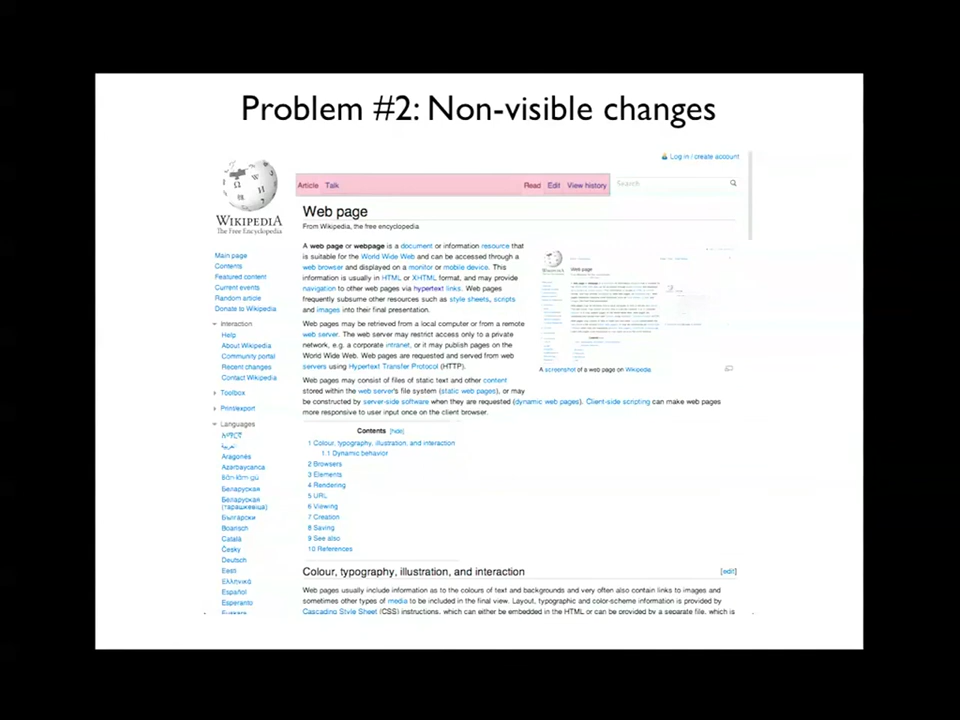 Problem #2: Non-visible changes
Log in / create account
Article Talk Read Edit View history Search
WIKIPEDIA
The Free Encyclopedia
Main page
Contents
Featured content
Current events
Random article
Donate to Wikipedia
Interaction
Help
About Wikipedia
Community portal
Recent changes
Contact Wikipedia
Toolbox
Print/export
Languages
አማርኛ
العربية
Aragonés
Azərbaycanca
Bân-lâm-gú
Беларуская
Беларуская
(тарашкевіца)
Български
Boarisch
Català
Česky
Deutsch
Eesti
Ελληνικά
Español
Esperanto
Euskara
Web page
From Wikipedia, the free encyclopedia
A web page or webpage is a document or information resource that
is suitable for the World Wide Web and can be accessed through a
web browser and displayed on a monitor or mobile device. This
information is usually in HTML or XHTML format, and may provide
navigation to other web pages via hypertext links. Web pages
frequently subsume other resources such as style sheets, scripts
and images into their final presentation.
Web pages may be retrieved from a local computer or from a remote
web server. The web server may restrict access only to a private
network, e.g. a corporate intranet, or it may publish pages on the
World Wide Web. Web pages are requested and served from web
servers using Hypertext Transfer Protocol (HTTP).
A screenshot of a web page on Wikipedia
Web pages may consist of files of static text and other content
stored within the web server's file system (static web pages), or may
be constructed by server-side software when they are requested (dynamic web pages). Client-side scripting can make web pages
more responsive to user input once on the client browser.
Contents [hide]
1 Colour, typography, illustration, and interaction
1.1 Dynamic behavior
2 Browsers
3 Elements
4 Rendering
5 URL
6 Viewing
7 Creation
8 Saving
9 See also
10 References
Colour, typography, illustration, and interaction [edit]
Web pages usually include information as to the colours of text and backgrounds and very often also contain links to images and
sometimes other types of media to be included in the final view. Layout, typographic and color-scheme information is provided by
Cascading Style Sheet (CSS) instructions, which can either be embedded in the HTML or can be provided by a separate file, which is